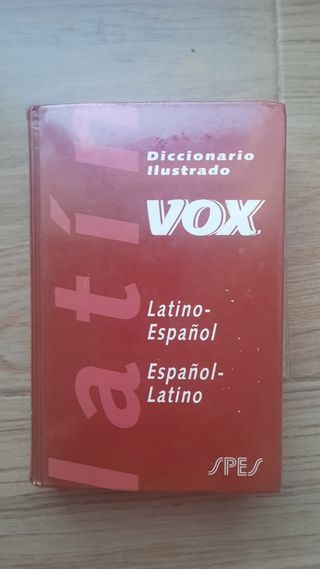 latín
Diccionario
Ilustrado
VOX
Latino-
Español
Español-
Latino
SPES